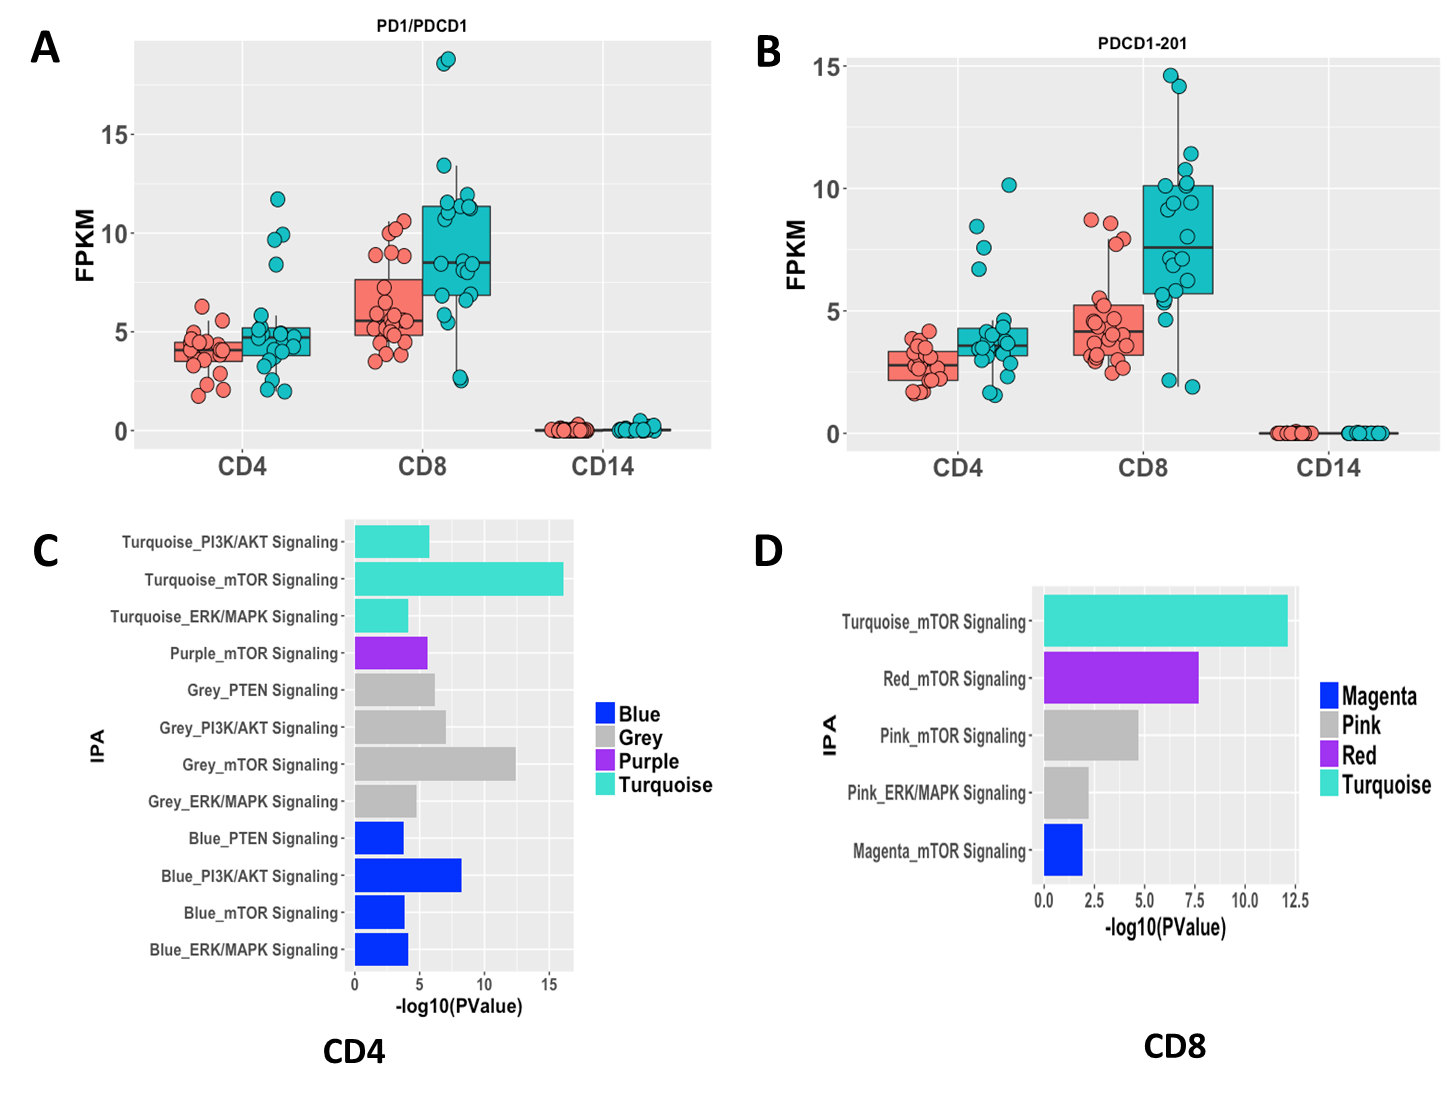 A
PD1/PDCD1
FPKM
15
10
5
0
CD4
CD8
CD14
B
PDCD1-201
FPKM
15
10
5
0
CD4
CD8
CD14
C
IPA
Turquoise_PI3K/AKT Signaling
Turquoise_mTOR Signaling
Turquoise_ERK/MAPK Signaling
Purple_mTOR Signaling
Grey_PTEN Signaling
Grey_PI3K/AKT Signaling
Grey_mTOR Signaling
Grey_ERK/MAPK Signaling
Blue_PTEN Signaling
Blue_PI3K/AKT Signaling
Blue_mTOR Signaling
Blue_ERK/MAPK Signaling
0 5 10 15
-log10(PValue)
Blue
Grey
Purple
Turquoise
CD4
D
IPA
Turquoise_mTOR Signaling
Red_mTOR Signaling
Pink_mTOR Signaling
Pink_ERK/MAPK Signaling
Magenta_mTOR Signaling
0.0 2.5 5.0 7.5 10.0 12.5
-log10(PValue)
Magenta
Pink
Red
Turquoise
CD8